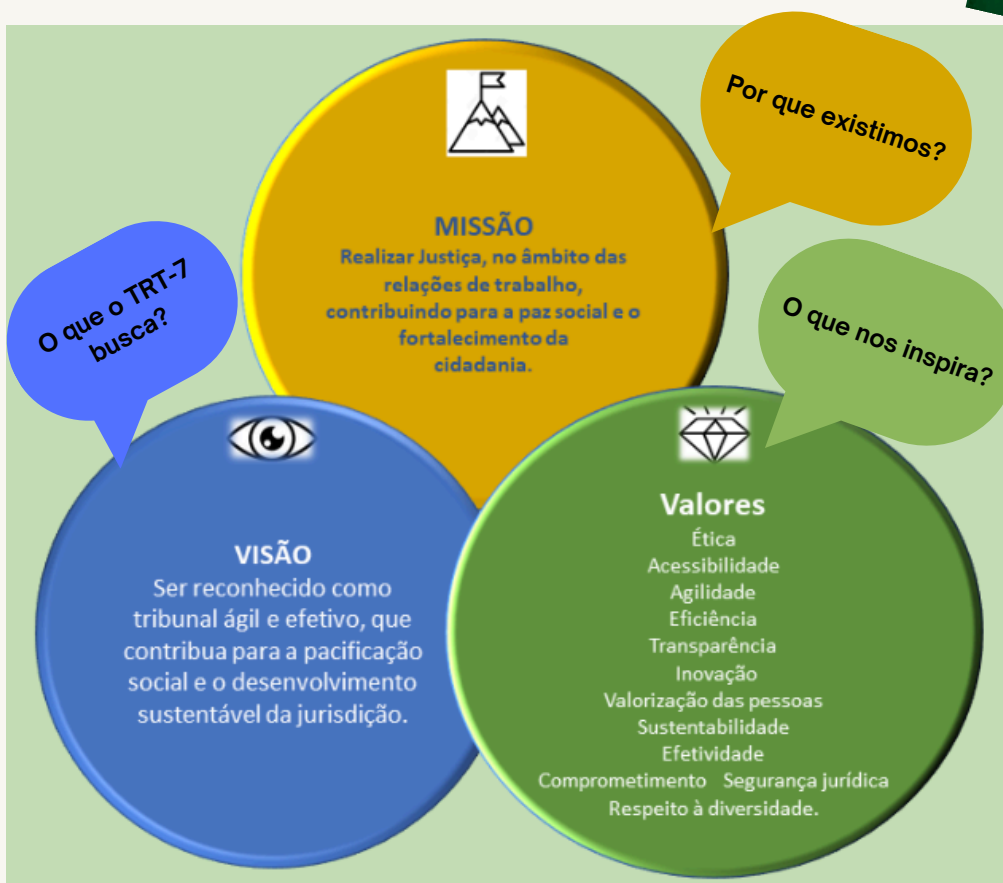 Por que existimos?
MISSÃO
Realizar Justiça, no âmbito das
relações de trabalho,
contribuindo para a paz social e o
fortalecimento da
cidadania.
O que o TRT-7
busca?
VISÃO
Ser reconhecido como
tribunal ágil e efetivo, que
contribua para a pacificação
social e o desenvolvimento
sustentável da jurisdição.
O que nos inspira?
Valores
Ética
Acessibilidade
Agilidade
Eficiência
Transparência
Inovação
Valorização das pessoas
Sustentabilidade
Efetividade
Comprometimento Segurança jurídica
Respeito à diversidade.